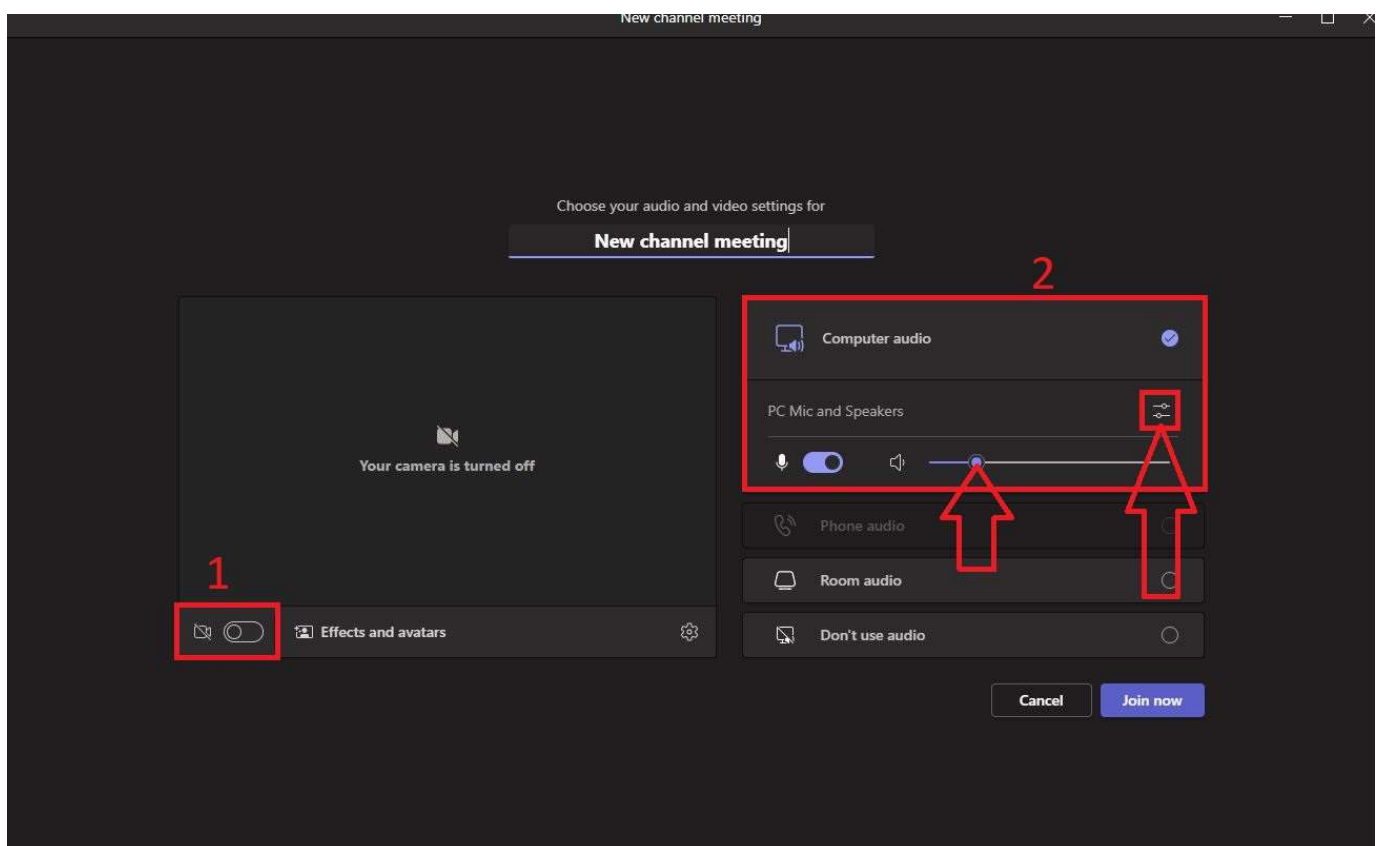 New channel meeting
Choose your audio and video settings for
New channel meeting
2
Computer audio
PC Mic and Speakers
Your camera is turned off
Phone audio
1
Room audio
Effects and avatars
Don't use audio
Cancel
Join now